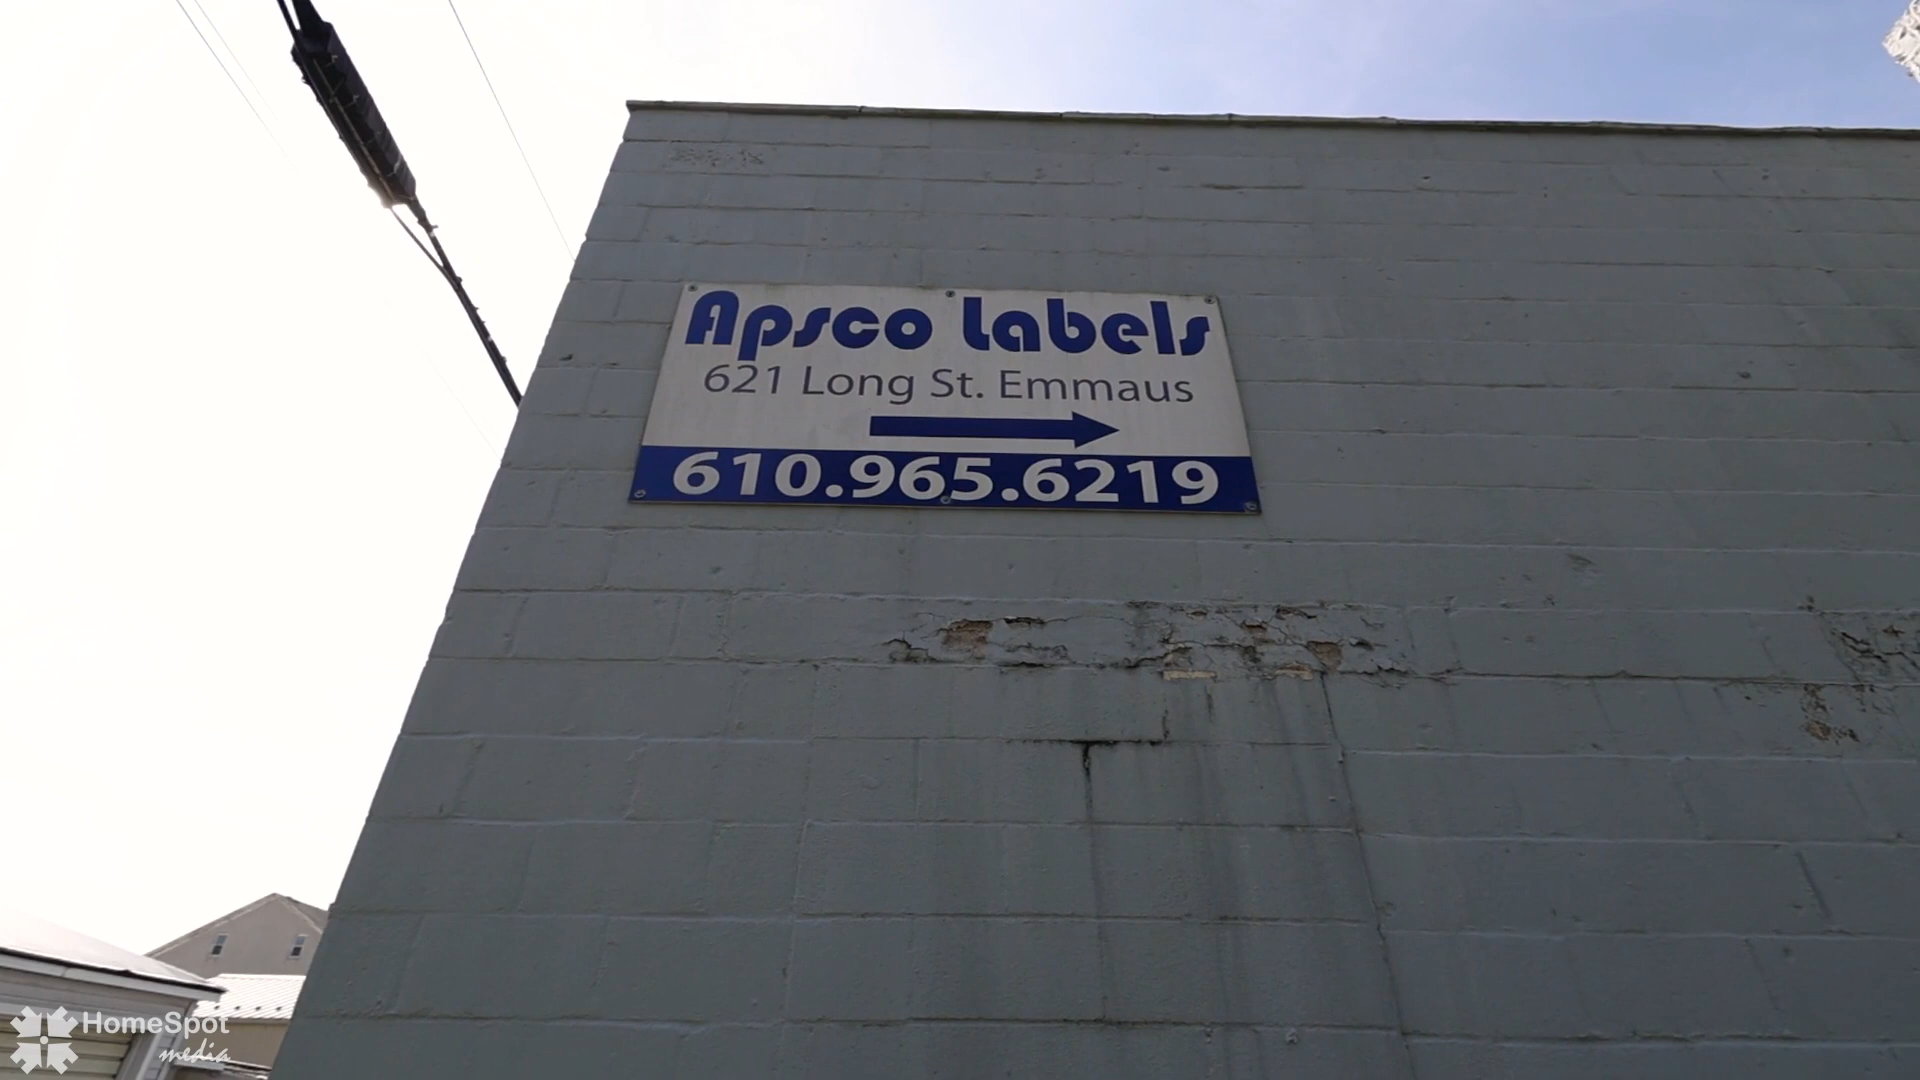 Apsco Labels
621 Long St. Emmaus
610.965.6219
HomeSpot
media